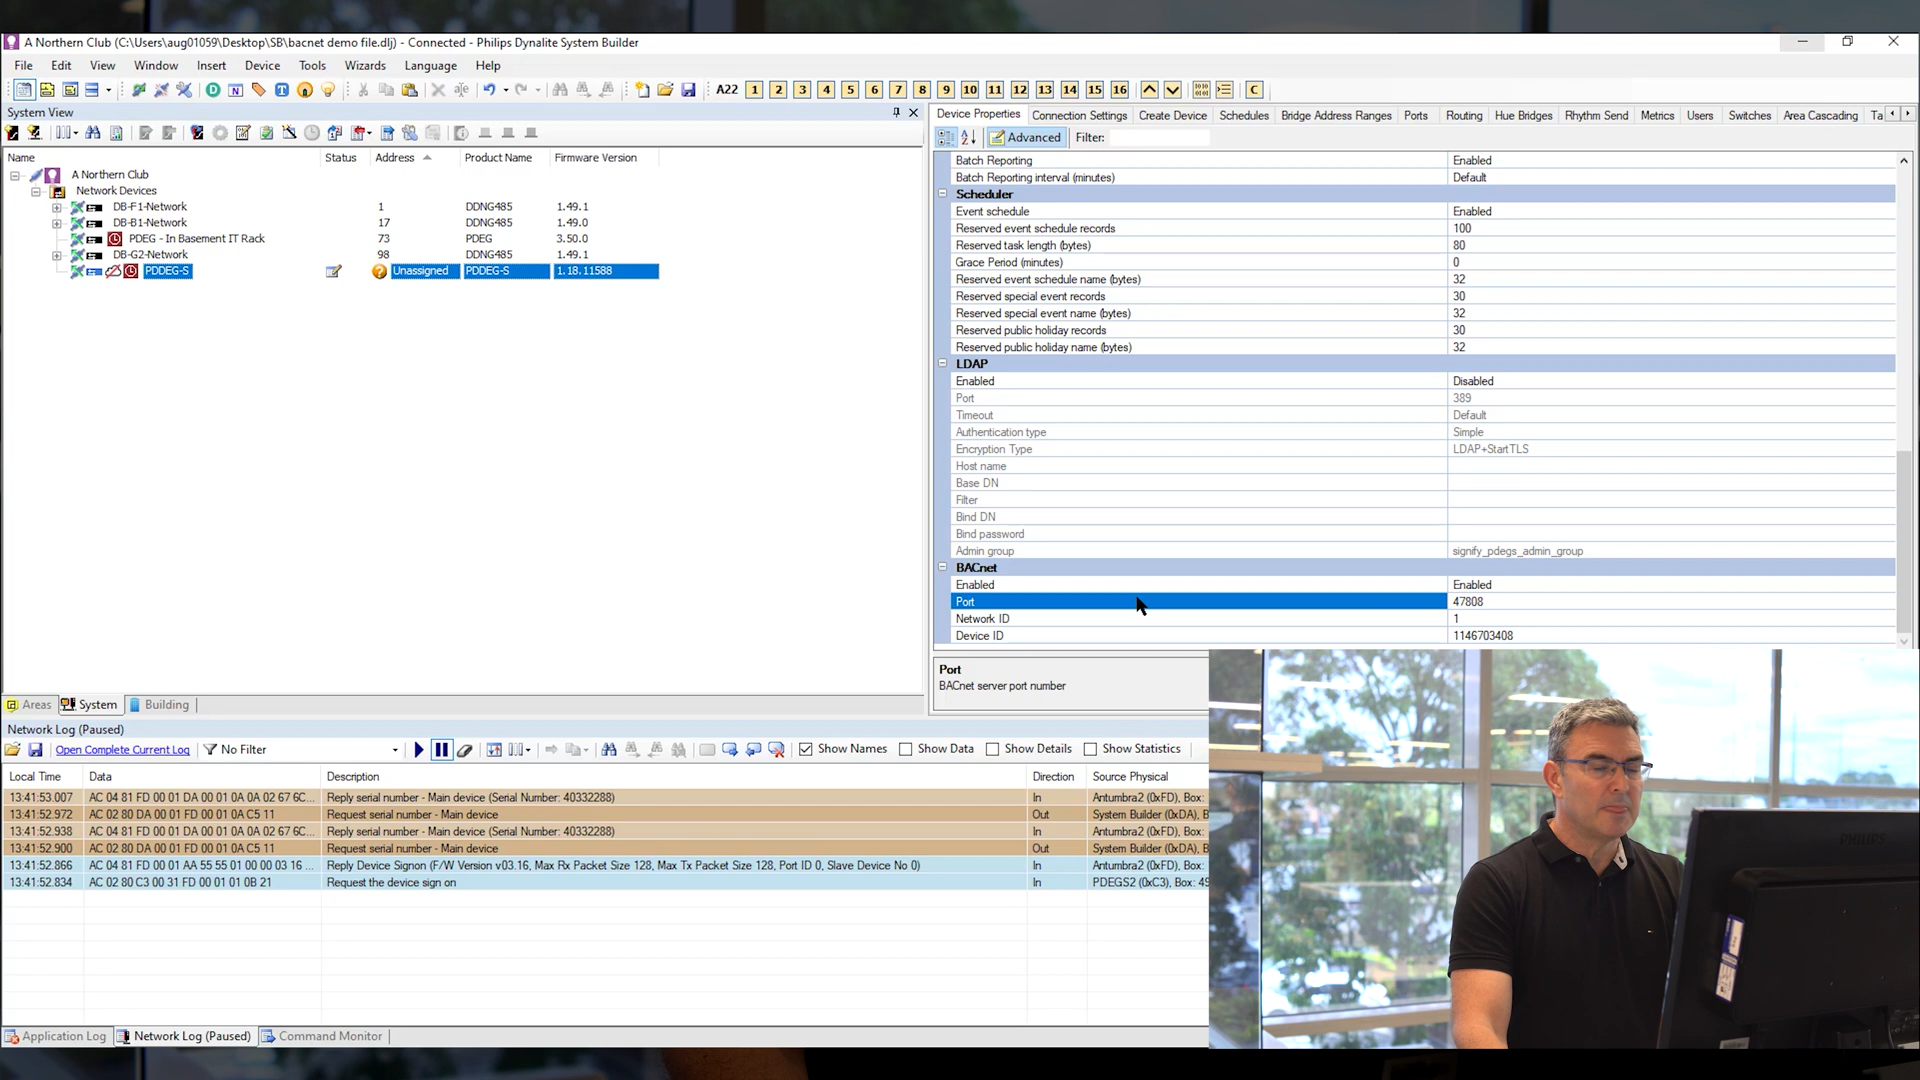 A Northern Club (C:\Users\aug01059\Desktop\SB\bacnet demo file.dlj) - Connected - Philips Dynalite System Builder
File Edit View Window Insert Device Tools Wizards Language Help
A22 1 2 3 4 5 6 7 8 9 10 11 12 13 14 15 16 C
System View
Name Status Address Product Name Firmware Version
A Northern Club
Network Devices
DB-F1-Network 1 DDNG485 1.49.1
DB-B1-Network 17 DDNG485 1.49.0
PDEG - In Basement IT Rack 73 PDEG 3.50.0
DB-G2-Network 98 DDNG485 1.49.1
PDDEG-S Unassigned PDDEG-S 1.18.11588
Areas System Building
Device Properties Connection Settings Create Device Schedules Bridge Address Ranges Ports Routing Hue Bridges Rhythm Send Metrics Users Switches Area Cascading Ta
Advanced Filter:
Batch Reporting Enabled
Batch Reporting interval (minutes) Default
Scheduler
Event schedule Enabled
Reserved event schedule records 100
Reserved task length (bytes) 80
Grace Period (minutes) 0
Reserved event schedule name (bytes) 32
Reserved special event records 30
Reserved special event name (bytes) 32
Reserved public holiday records 30
Reserved public holiday name (bytes) 32
LDAP
Enabled Disabled
Port 389
Timeout Default
Authentication type Simple
Encryption Type LDAP+StartTLS
Host name
Base DN
Filter
Bind DN
Bind password
Admin group signify_pdegs_admin_group
BACnet
Enabled Enabled
Port 47808
Network ID 1
Device ID 1146703408
Port
BACnet server port number
Network Log (Paused)
Open Complete Current Log No Filter Show Names Show Data Show Details Show Statistics
Local Time Data Description Direction Source Physical
13:41:53.007 AC 04 81 FD 00 01 DA 00 01 0A 0A 02 67 6C... Reply serial number - Main device (Serial Number: 40332288) In Antumbra2 (0xFD), Box:
13:41:52.972 AC 02 80 DA 00 01 FD 00 01 0A C5 11 Request serial number - Main device Out System Builder (0xDA), B
13:41:52.938 AC 04 81 FD 00 01 DA 00 01 0A 0A 02 67 6C... Reply serial number - Main device (Serial Number: 40332288) In Antumbra2 (0xFD), Box:
13:41:52.900 AC 02 80 DA 00 01 FD 00 01 0A C5 11 Request serial number - Main device Out System Builder (0xDA), B
13:41:52.866 AC 04 81 FD 00 01 AA 55 55 01 00 00 03 16 ... Reply Device Signon (F/W Version v03.16, Max Rx Packet Size 128, Max Tx Packet Size 128, Port ID 0, Slave Device No 0) In Antumbra2 (0xFD), Box:
13:41:52.834 AC 02 80 C3 00 31 FD 00 01 01 0B 21 Request the device sign on In PDEGS2 (0xC3), Box: 49
Application Log Network Log (Paused) Command Monitor
PHILIPS